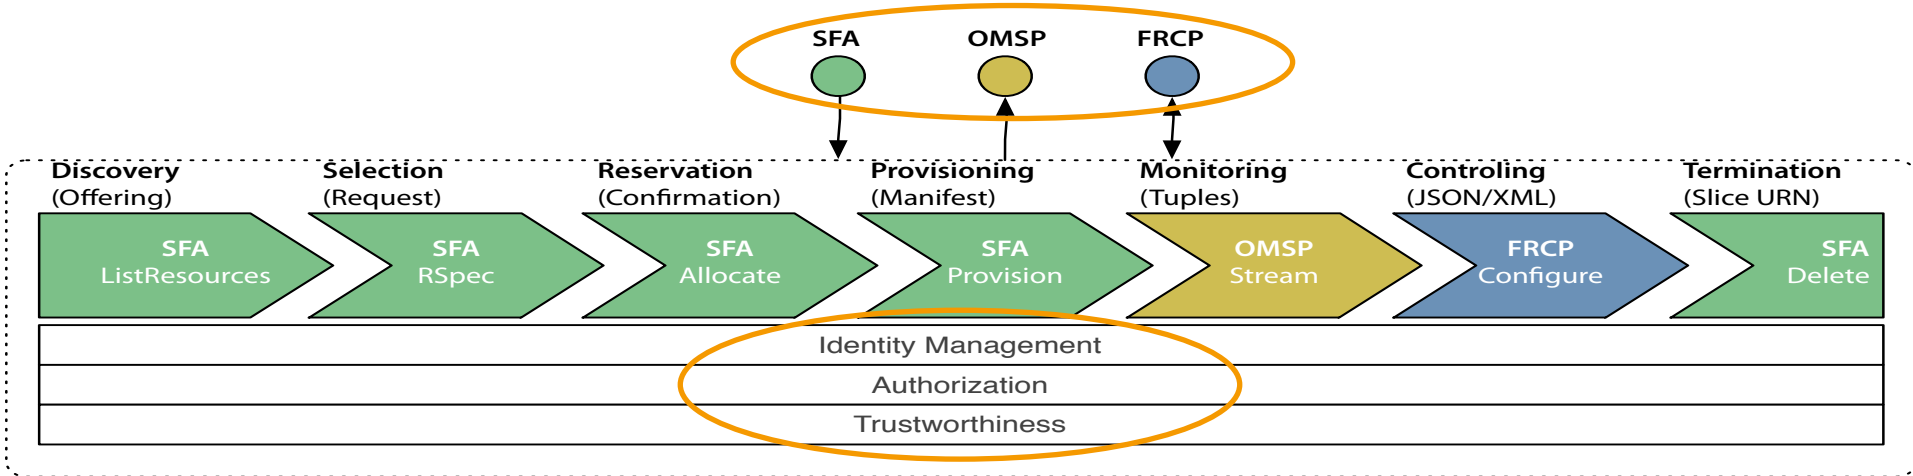 SFA OMSP FRCP
Discovery Selection Reservation Provisioning Monitoring Controling Termination
(Offering) (Request) (Confirmation) (Manifest) (Tuples) (JSON/XML) (Slice URN)
SFA SFA SFA SFA OMSP FRCP SFA
ListResources RSpec Allocate Provision Stream Configure Delete
Identity Management
Authorization
Trustworthiness